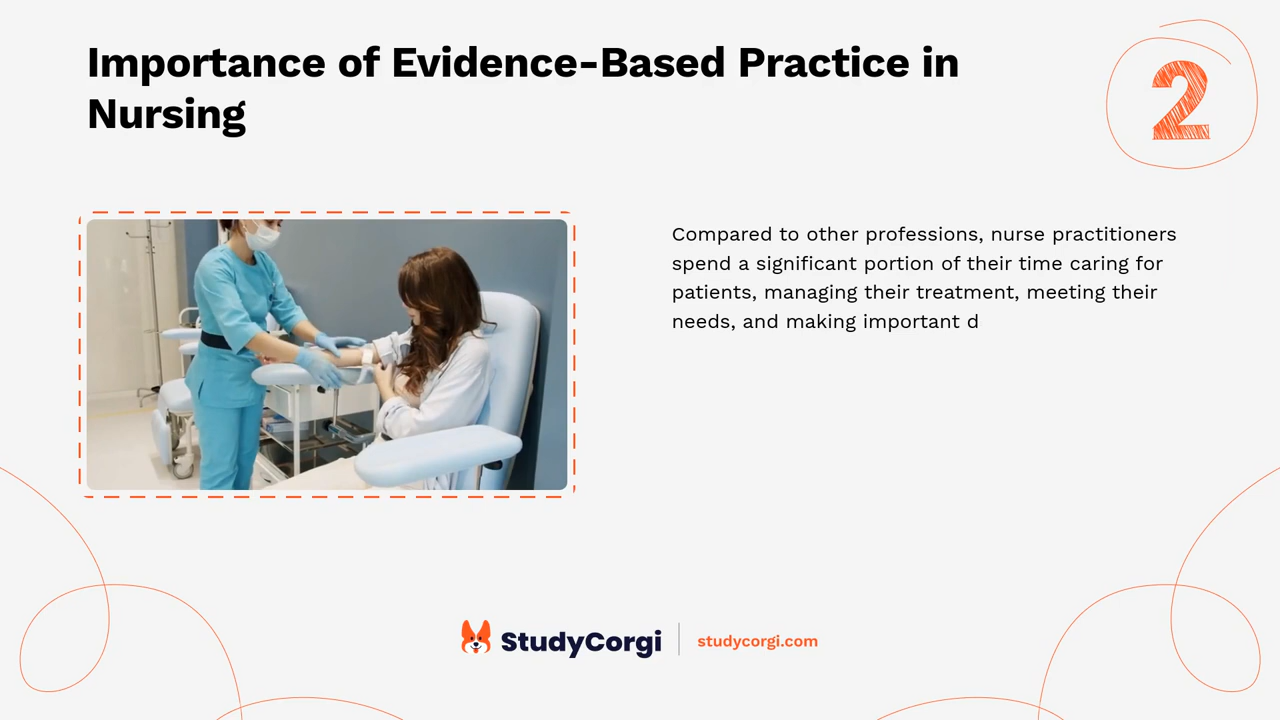 Importance of Evidence-Based Practice in
Nursing
2
Compared to other professions, nurse practitioners
spend a significant portion of their time caring for
patients, managing their treatment, meeting their
needs, and making important d
StudyCorgi
studycorgi.com